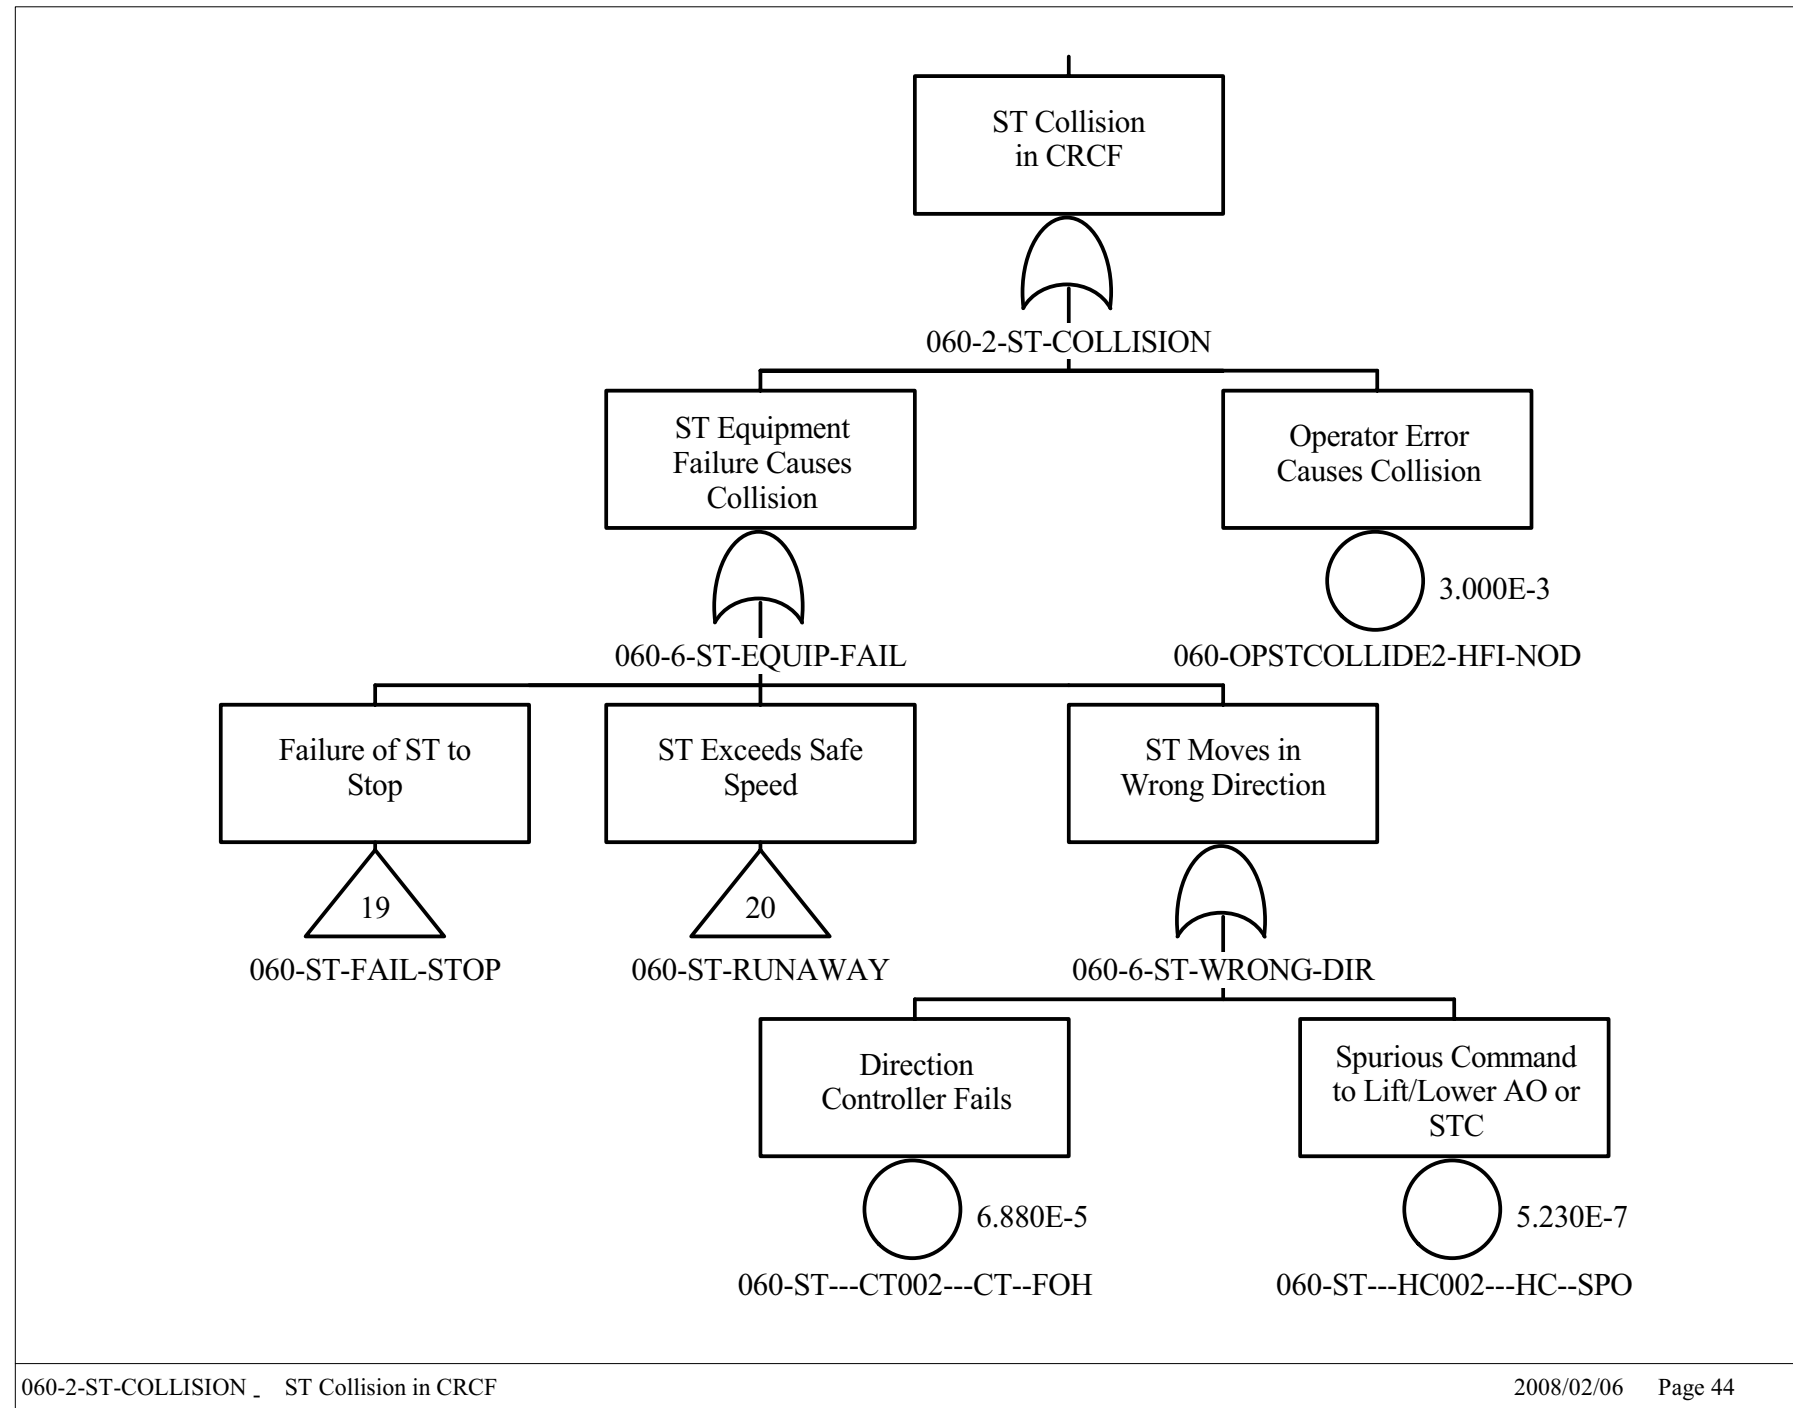 ST Collision
in CRCF
060-2-ST-COLLISION
ST Equipment
Failure Causes
Collision
Operator Error
Causes Collision
3.000E-3
060-6-ST-EQUIP-FAIL
060-OPSTCOLLIDE2-HFI-NOD
Failure of ST to
Stop
ST Exceeds Safe
Speed
ST Moves in
Wrong Direction
19
20
060-ST-FAIL-STOP
060-ST-RUNAWAY
060-6-ST-WRONG-DIR
Direction
Controller Fails
Spurious Command
to Lift/Lower AO or
STC
6.880E-5
5.230E-7
060-ST---CT002---CT--FOH
060-ST---HC002---HC--SPO
060-2-ST-COLLISION - ST Collision in CRCF 2008/02/06 Page 44